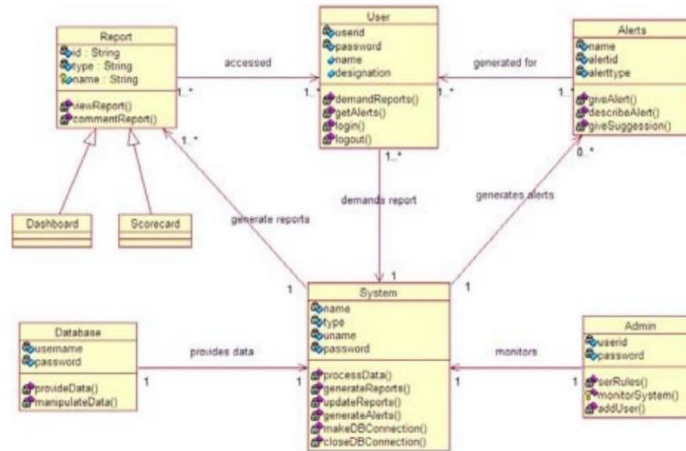 Report
id : String
type : String
name : String
viewReport()
commentReport()
accessed
1..*
1..*
1..*
User
userid
password
name
designation
demandReports()
getAlerts()
login()
logout()
1..*
generated for
1..*
1..*
Alerts
name
alertid
alerttype
giveAlert()
describeAlert()
giveSuggession()
0..*
Dashboard
Scorecard
generate reports
1
demands report
1
generates alerts
1
Database
username
password
provideData()
manipulateData()
provides data
1
1
System
name
type
uname
password
processData()
generateReports()
updateReports()
generateAlerts()
makeDBConnection()
closeDBConnection()
monitors
1
1
Admin
userid
password
serRules()
monitorSystem()
addUser()